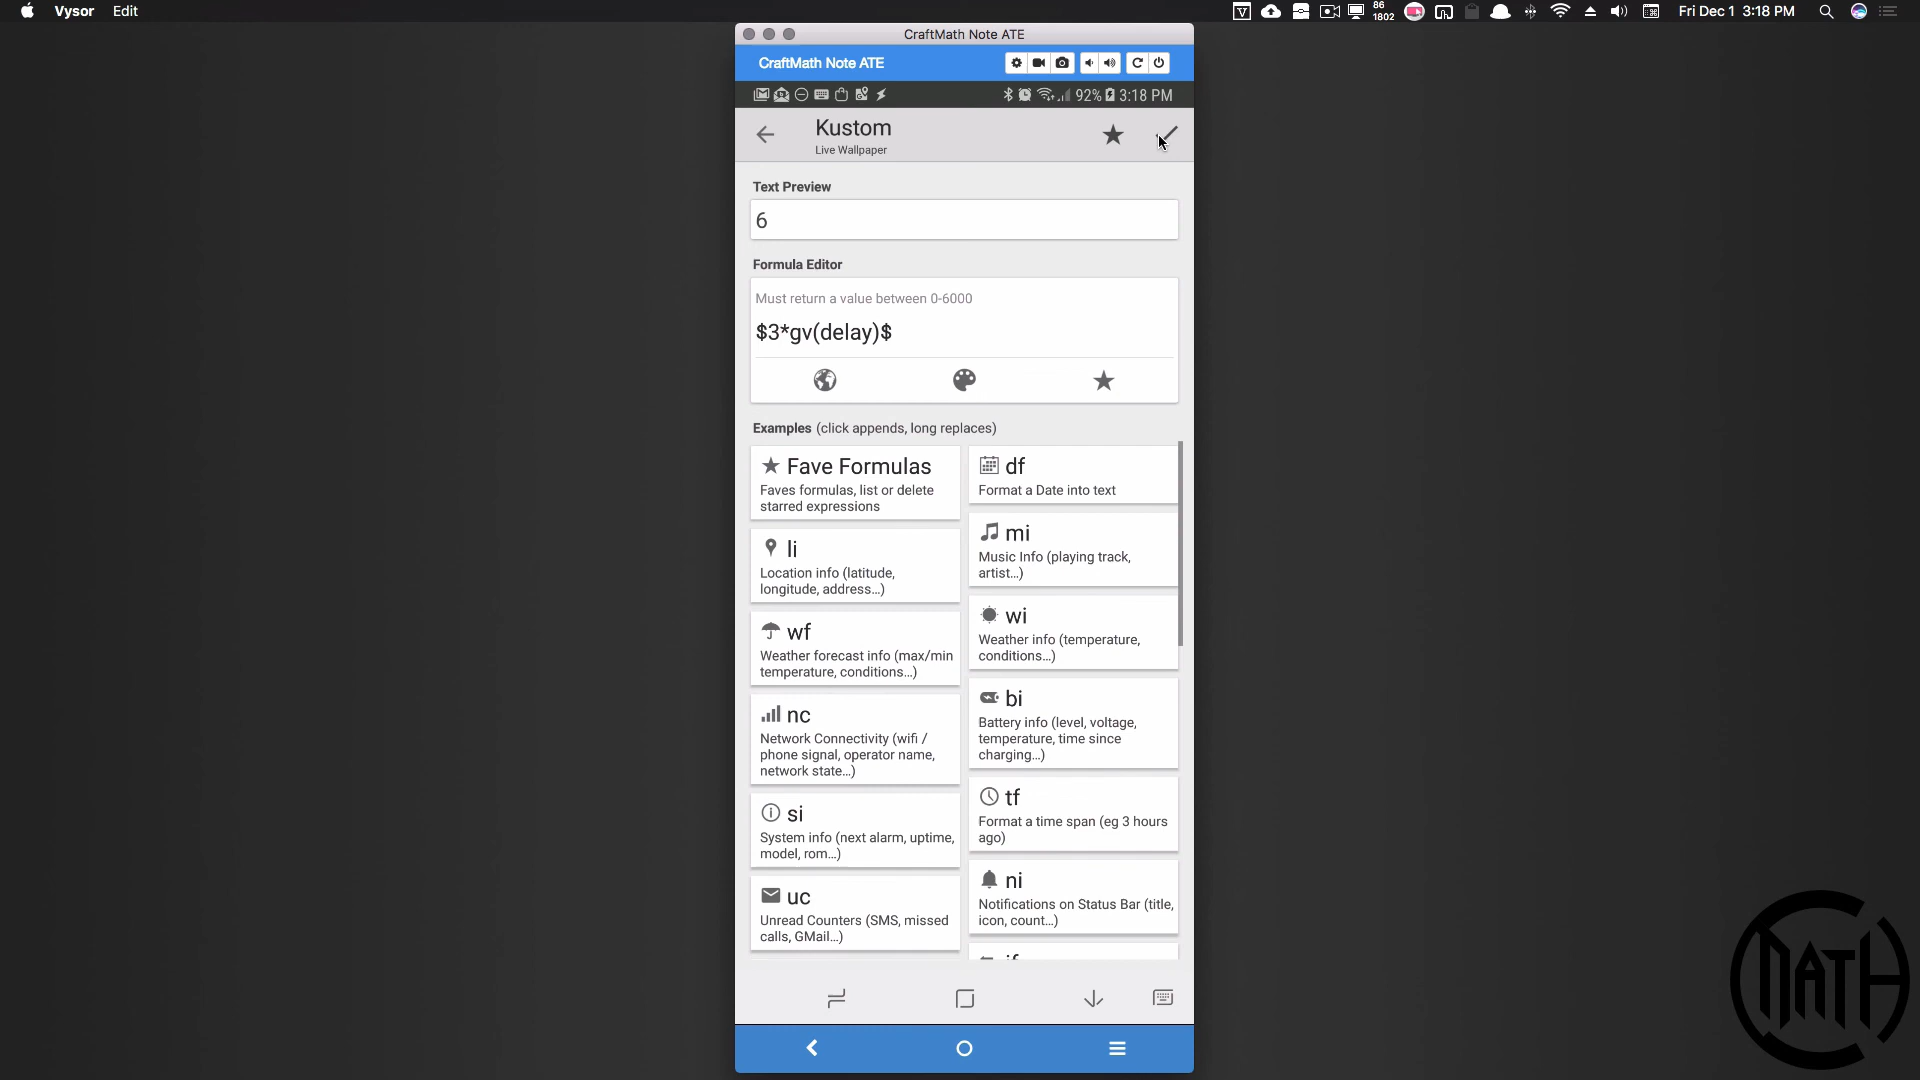 Vysor Edit 86 1802 Fri Dec 1 3:18 PM
CraftMath Note ATE
CraftMath Note ATE
92% 3:18 PM
Kustom
Live Wallpaper
Text Preview
6
Formula Editor
Must return a value between 0-6000
$3*gv(delay)$
Examples (click appends, long replaces)
Fave Formulas
Faves formulas, list or delete
starred expressions
df
Format a Date into text
li
Location info (latitude,
longitude, address...)
mi
Music Info (playing track,
artist...)
wf
Weather forecast info (max/min
temperature, conditions...)
wi
Weather info (temperature,
conditions...)
nc
Network Connectivity (wifi /
phone signal, operator name,
network state...)
bi
Battery info (level, voltage,
temperature, time since
charging...)
si
System info (next alarm, uptime,
model, rom...)
tf
Format a time span (eg 3 hours
ago)
uc
Unread Counters (SMS, missed
calls, GMail...)
ni
Notifications on Status Bar (title,
icon, count...)
if
MATH